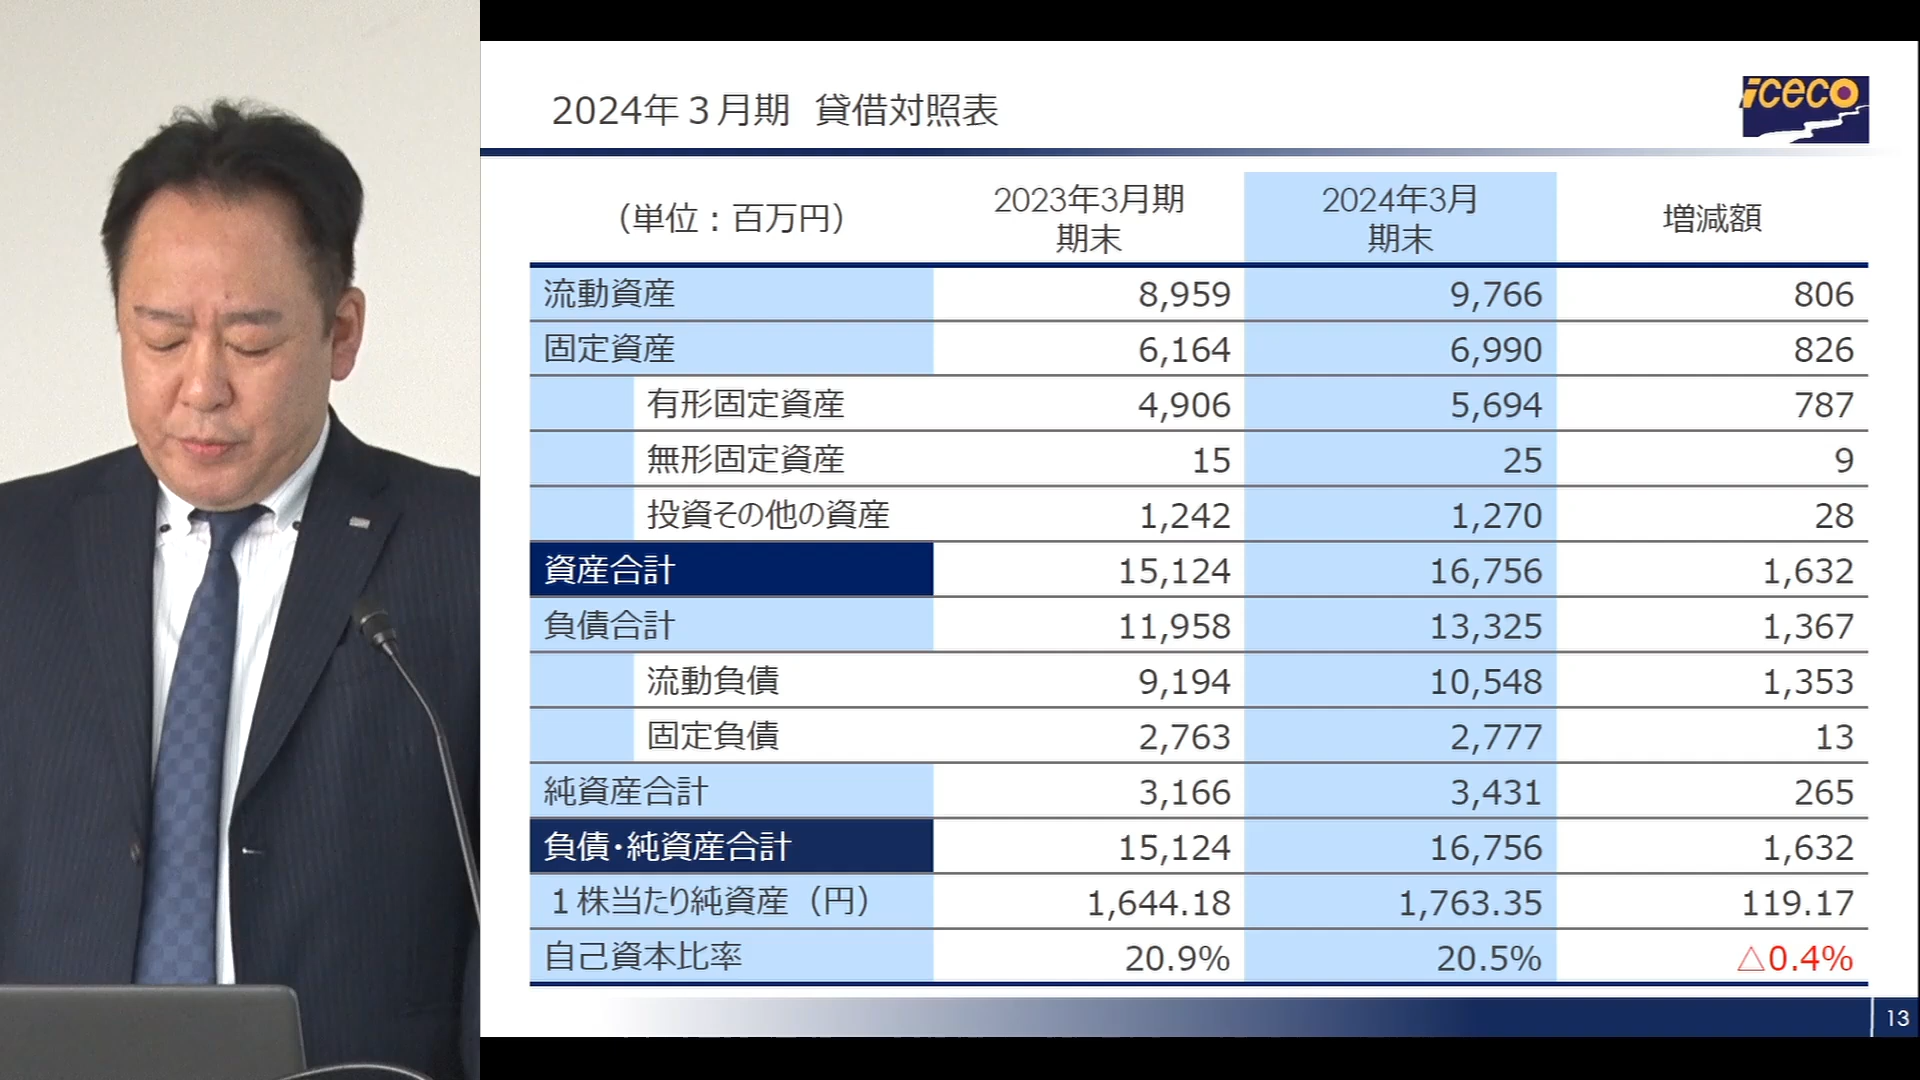 2024年３月期 貸借対照表
iceco
（単位：百万円） 2023年3月期 期末 2024年3月 期末 増減額
流動資産 8,959 9,766 806
固定資産 6,164 6,990 826
有形固定資産 4,906 5,694 787
無形固定資産 15 25 9
投資その他の資産 1,242 1,270 28
資産合計 15,124 16,756 1,632
負債合計 11,958 13,325 1,367
流動負債 9,194 10,548 1,353
固定負債 2,763 2,777 13
純資産合計 3,166 3,431 265
負債・純資産合計 15,124 16,756 1,632
１株当たり純資産（円） 1,644.18 1,763.35 119.17
自己資本比率 20.9% 20.5% △0.4%
13